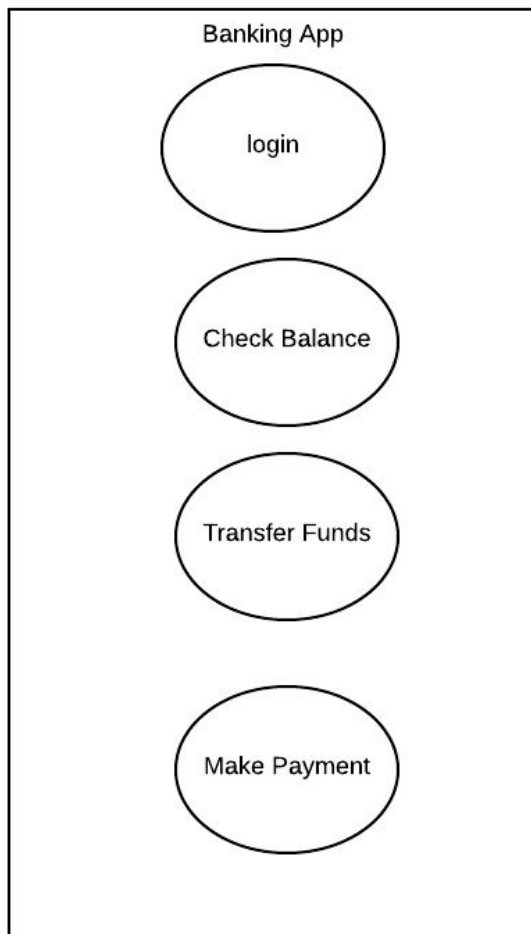 Banking App
login
Check Balance
Transfer Funds
Make Payment